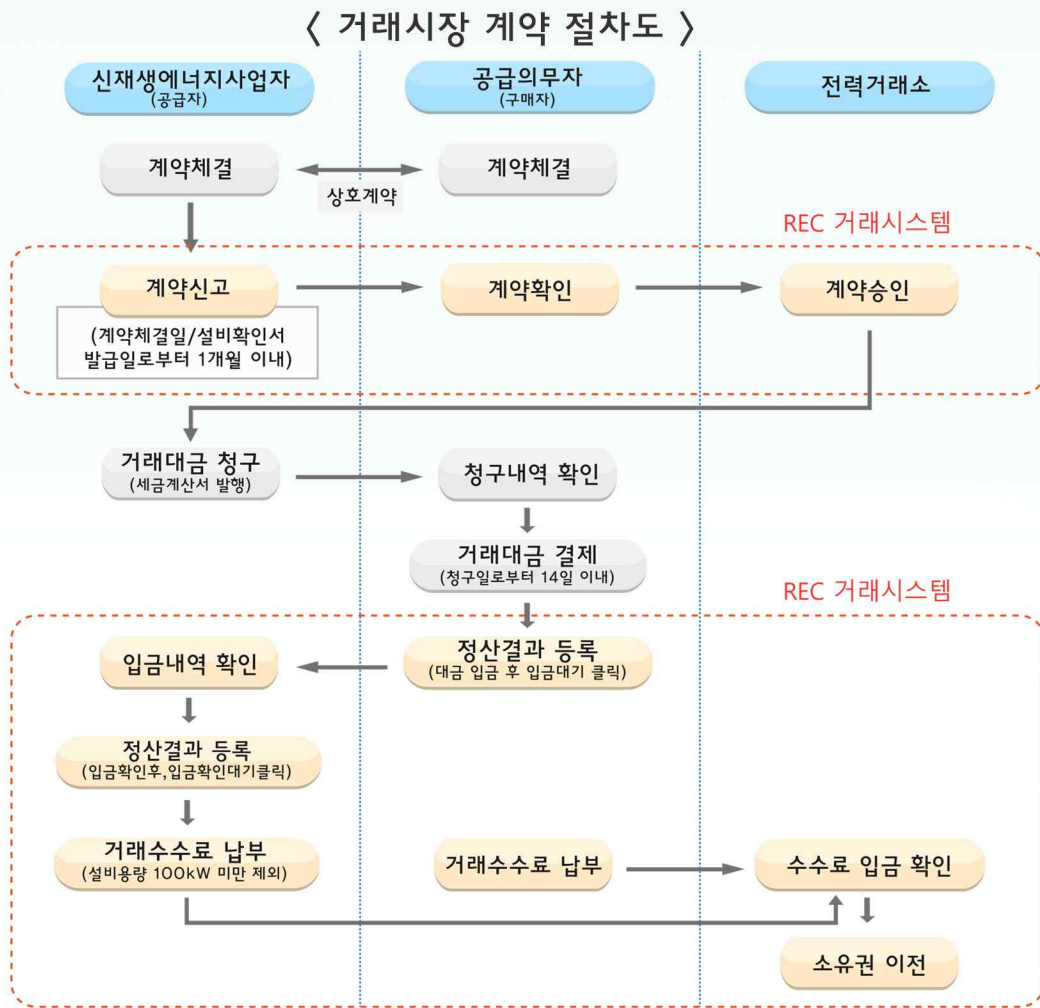 〈 거래시장 계약 절차도 〉
신재생에너지사업자
(공급자)
공급의무자
(구매자)
전력거래소
계약체결
상호계약
계약체결
REC 거래시스템
계약신고
(계약체결일/설비확인서
발급일로부터 1개월 이내)
계약확인
계약승인
거래대금 청구
(세금계산서 발행)
청구내역 확인
거래대금 결제
(청구일로부터 14일 이내)
REC 거래시스템
입금내역 확인
정산결과 등록
(대금 입금 후 입금대기 클릭)
정산결과 등록
(입금확인후,입금확인대기클릭)
거래수수료 납부
(설비용량 100kW 미만 제외)
거래수수료 납부
수수료 입금 확인
소유권 이전